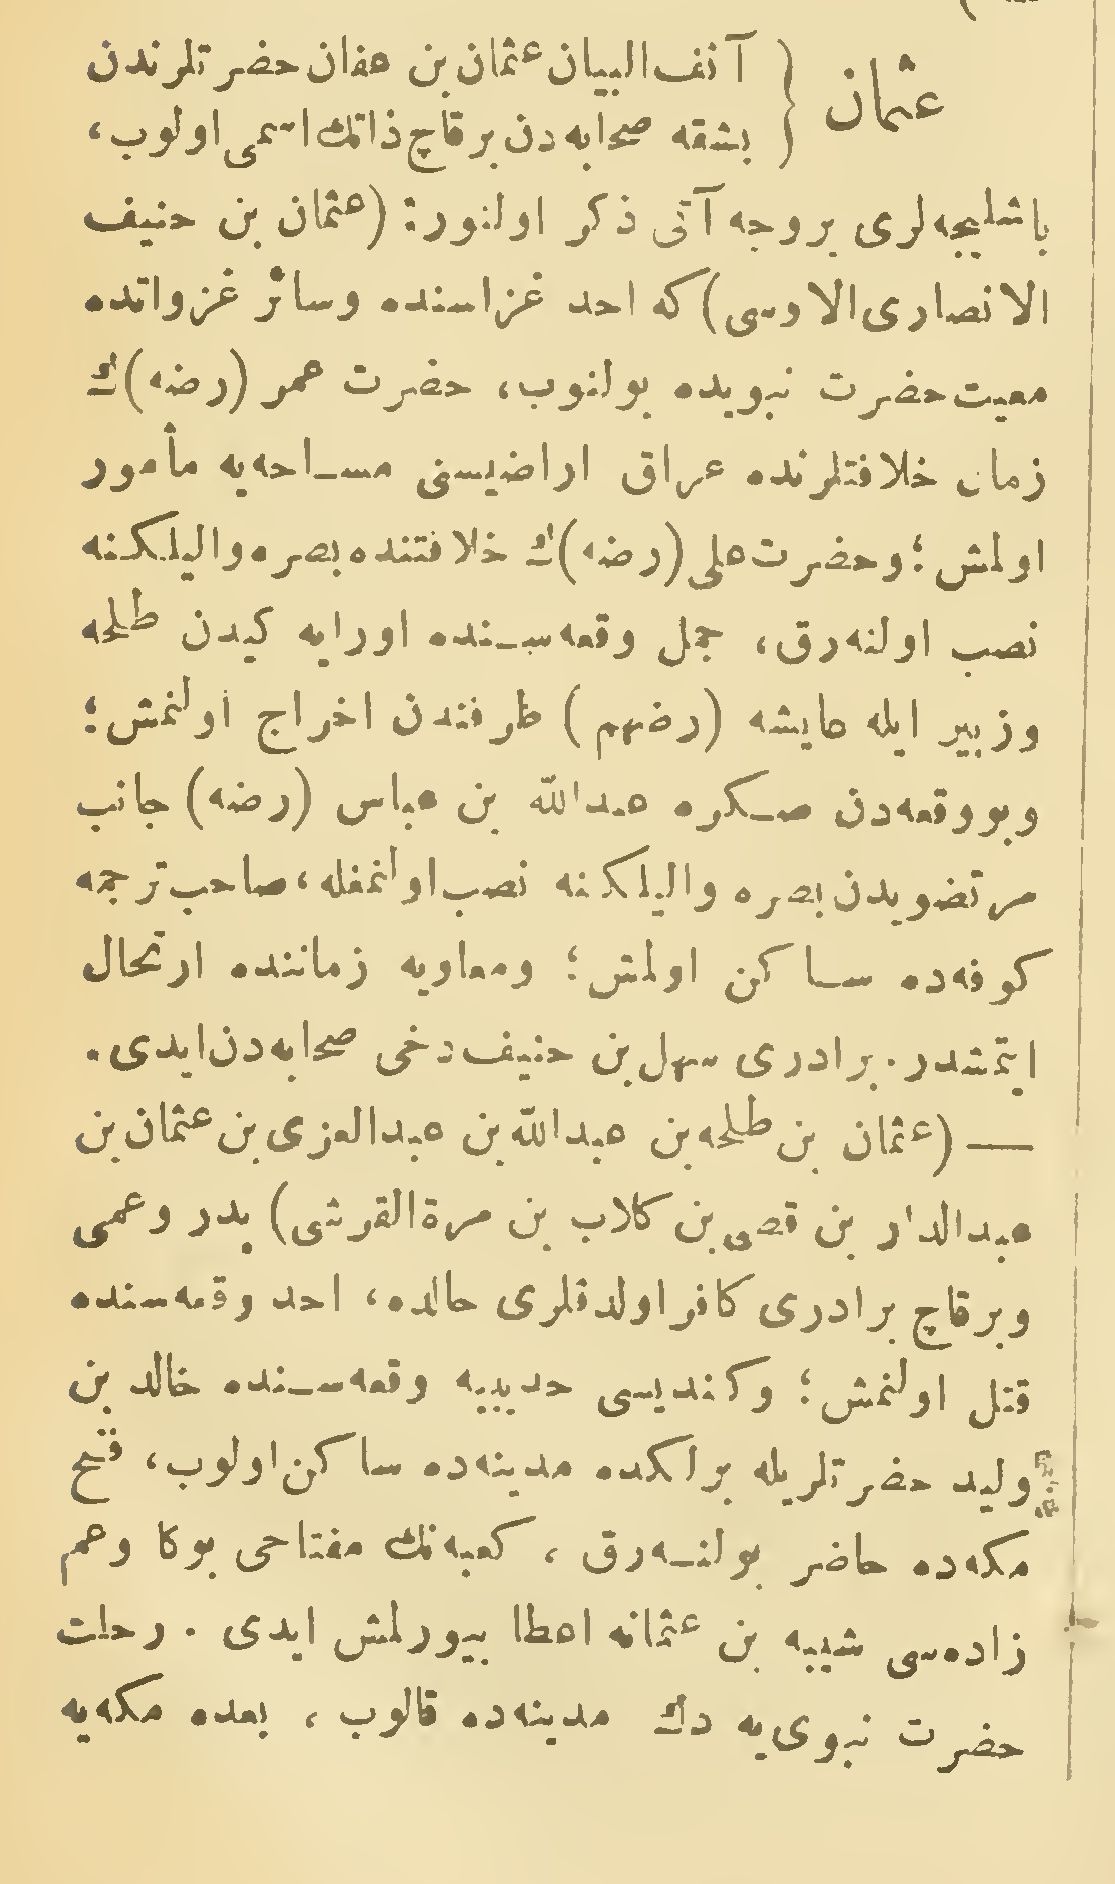 عثمان { آنف‌البیان عثمان بن عفان حضرتلرندن
بشقه صحابه‌دن برقاچ ذاتك اسمی اولوب،
باشلیجه‌لری بروجه آتی ذکر اولنور: (عثمان بن حنیف
الانصاری الاوسی) که احد غزاسنده وسائر غزواتده
معیت حضرت نبویده بولنوب، حضرت عمر (رضه)ك
زمان خلافتلرنده عراق اراضیسنی مساحه‌یه مأمور
اولمش؛ وحضرت علی (رضه)ك خلافتنده بصره والیلکنه
نصب اولنه‌رق، جمل وقعه‌سنده اورایه کیدن طلحه
وزبیر ایله عایشه (رضهم) طرفندن اخراج اولنمش؛
وبووقعه‌دن صکره عبدالله بن عباس (رضه) جانب
مرتضویدن بصره والیلکنه نصب اولنمغله، صاحب ترجمه
کوفه‌ده ساکن اولمش؛ ومعاویه زماننده ارتحال
ایتمشدر. برادری سهل بن حنیف دخی صحابه‌دن ایدی.
— (عثمان بن طلحه بن عبدالله بن عبدالعزی بن عثمان بن
عبدالدار بن قصی بن کلاب بن مرة القرشی) پدر وعمی
وبرقاچ برادری کافر اولدقلری حالده، احد وقعه‌سنده
قتل اولنمش؛ وکندیسی حدیبیه وقعه‌سنده خالد بن
ولید حضرتلریله برلکده مدینه‌ده ساکن اولوب، فتح
مکه‌ده حاضر بولنه‌رق، کعبه‌نك مفتاحی بوکا وعم
زاده‌سی شیبه بن عثمانه اعطا بیورلمش ایدی. رحلت
حضرت نبوی‌یه دك مدینه‌ده قالوب، بعده مکه‌یه